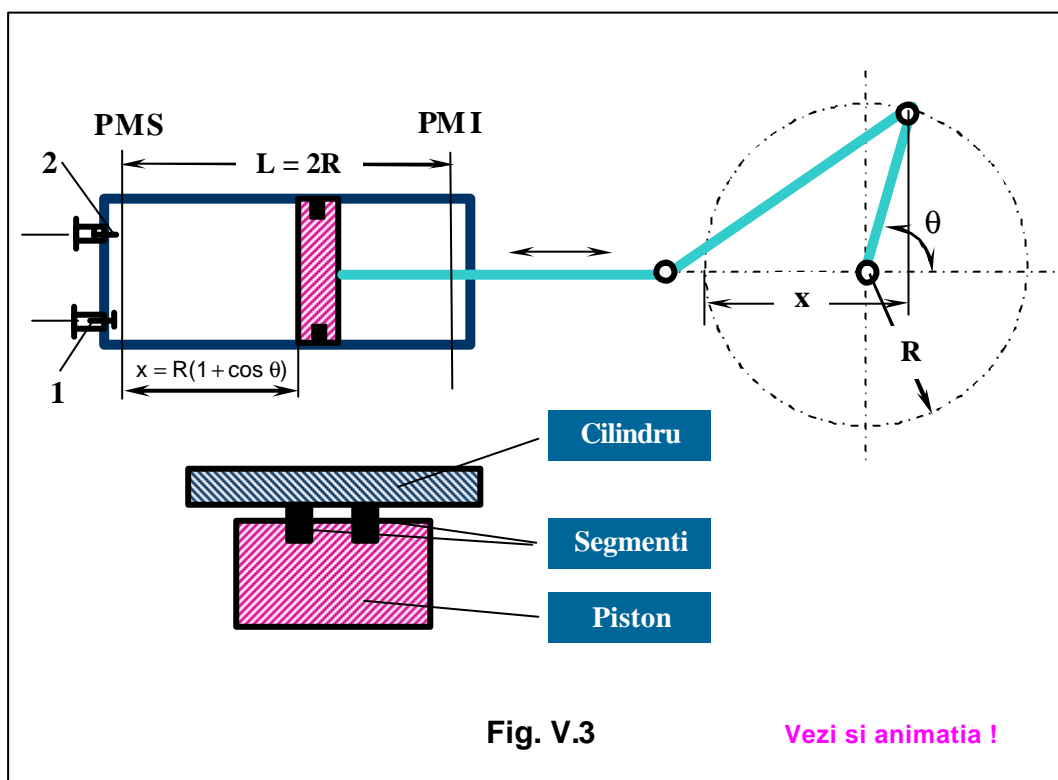 PMS
PMI
2
L = 2R
θ
x
R
x = R(1 + cos θ)
1
Cilindru
Segmenti
Piston
Fig. V.3
Vezi si animatia !